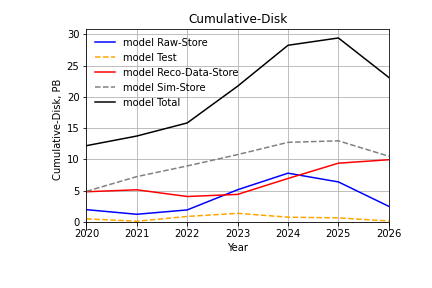 Cumulative-Disk
30
25
20
15
10
5
0
Cumulative-Disk, PB
model Raw-Store
model Test
model Reco-Data-Store
model Sim-Store
model Total
2020 2021 2022 2023 2024 2025 2026
Year